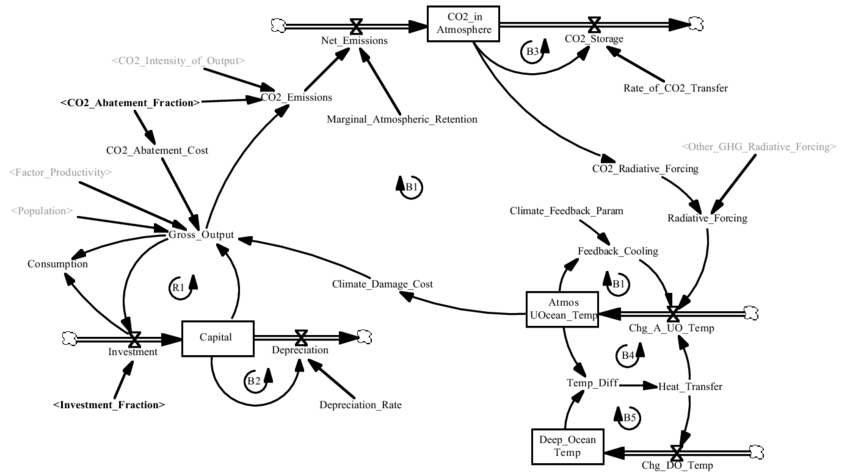 CO2_in
Atmosphere
Net_Emissions
CO2_Storage
B3
<CO2_Intensity_of_Output>
<CO2_Abatement_Fraction>
CO2_Emissions
Rate_of_CO2_Transfer
Marginal_Atmospheric_Retention
CO2_Abatement_Cost
<Other_GHG_Radiative_Forcing>
<Factor_Productivity>
CO2_Radiative_Forcing
B1
<Population>
Climate_Feedback_Param
Radiative_Forcing
Gross_Output
Feedback_Cooling
Consumption
R1
Climate_Damage_Cost
B1
Atmos
UOcean_Temp
Chg_A_UO_Temp
Capital
Investment
Depreciation
B4
B2
Temp_Diff
Heat_Transfer
<Investment_Fraction>
Depreciation_Rate
B5
Deep_Ocean
Temp
Chg_DO_Temp